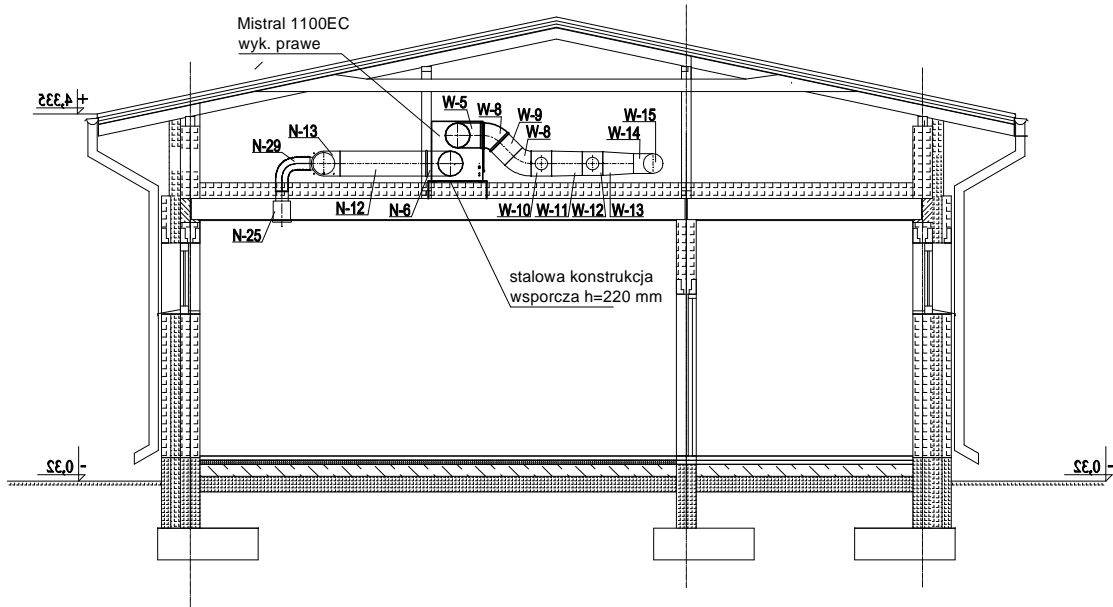 Mistral 1100EC
wyk. prawe
+ 4,335
W-5
W-8
W-9
W-8
W-15
W-14
N-13
N-29
N-12
N-6
W-10
W-11
W-12
W-13
N-25
stalowa konstrukcja
wsporcza h=220 mm
- 0,32
- 0,32